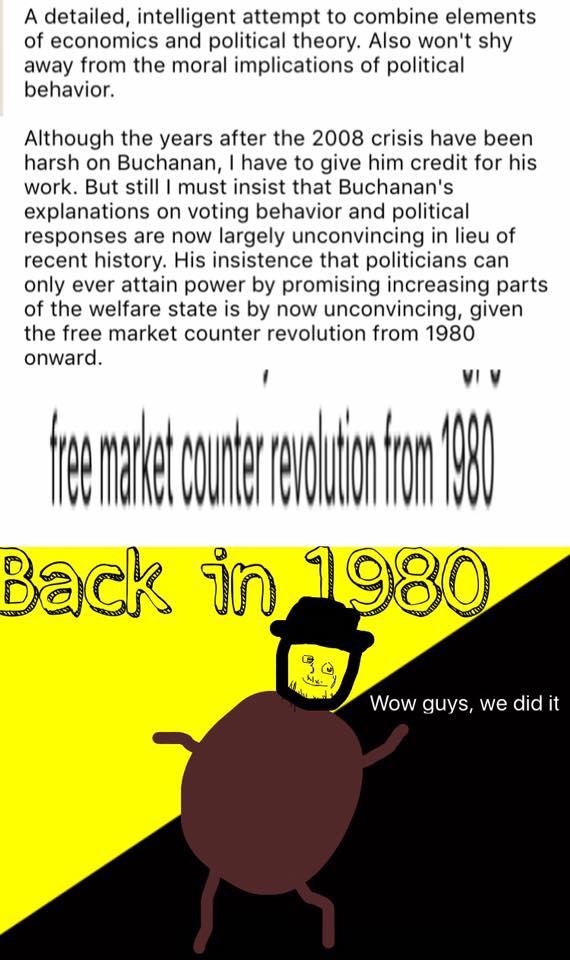 A detailed, intelligent attempt to combine elements
of economics and political theory. Also won't shy
away from the moral implications of political
behavior.
Although the years after the 2008 crisis have been
harsh on Buchanan, I have to give him credit for his
work. But still I must insist that Buchanan's
explanations on voting behavior and political
responses are now largely unconvincing in lieu of
recent history. His insistence that politicians can
only ever attain power by promising increasing parts
of the welfare state is by now unconvincing, given
the free market counter revolution from 1980
onward.
free market counter revolution from 1980
Back in 1980
Wow guys, we did it